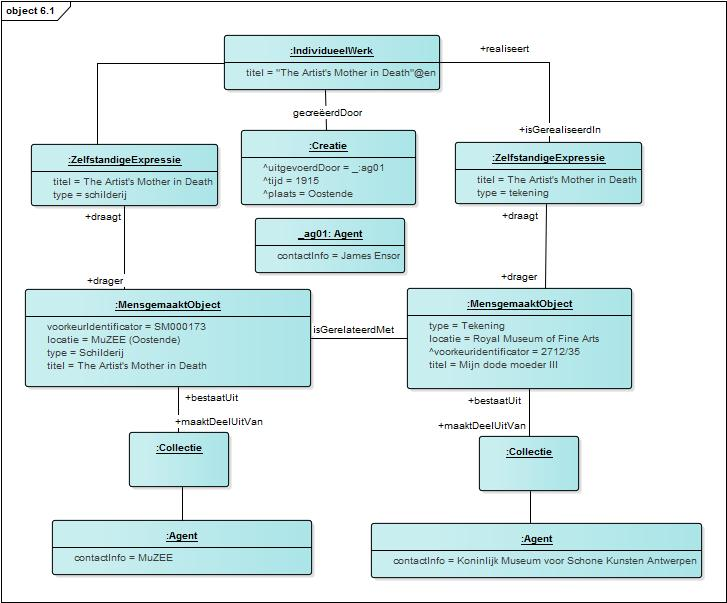 object 6.1
:IndividueelWerk
titel = "The Artist's Mother in Death"@en
+realiseert
gecreëerdDoor
+isGerealiseerdIn
:ZelfstandigeExpressie
titel = The Artist's Mother in Death
type = schilderij
:Creatie
^uitgevoerdDoor = _:ag01
^tijd = 1915
^plaats = Oostende
:ZelfstandigeExpressie
titel = The Artist's Mother in Death
type = tekening
+draagt
+draagt
_ag01: Agent
contactInfo = James Ensor
+drager
+drager
:MensgemaaktObject
voorkeurIdentificator = SM000173
locatie = MuZEE (Oostende)
type = Schilderij
titel = The Artist's Mother in Death
isGerelateerdMet
:MensgemaaktObject
type = Tekening
locatie = Royal Museum of Fine Arts
^voorkeuridentificator = 2712/35
titel = Mijn dode moeder III
+bestaatUit
+maaktDeelUitVan
+bestaatUit
+maaktDeelUitVan
:Collectie
:Collectie
:Agent
contactInfo = MuZEE
:Agent
contactInfo = Koninlijk Museum voor Schone Kunsten Antwerpen